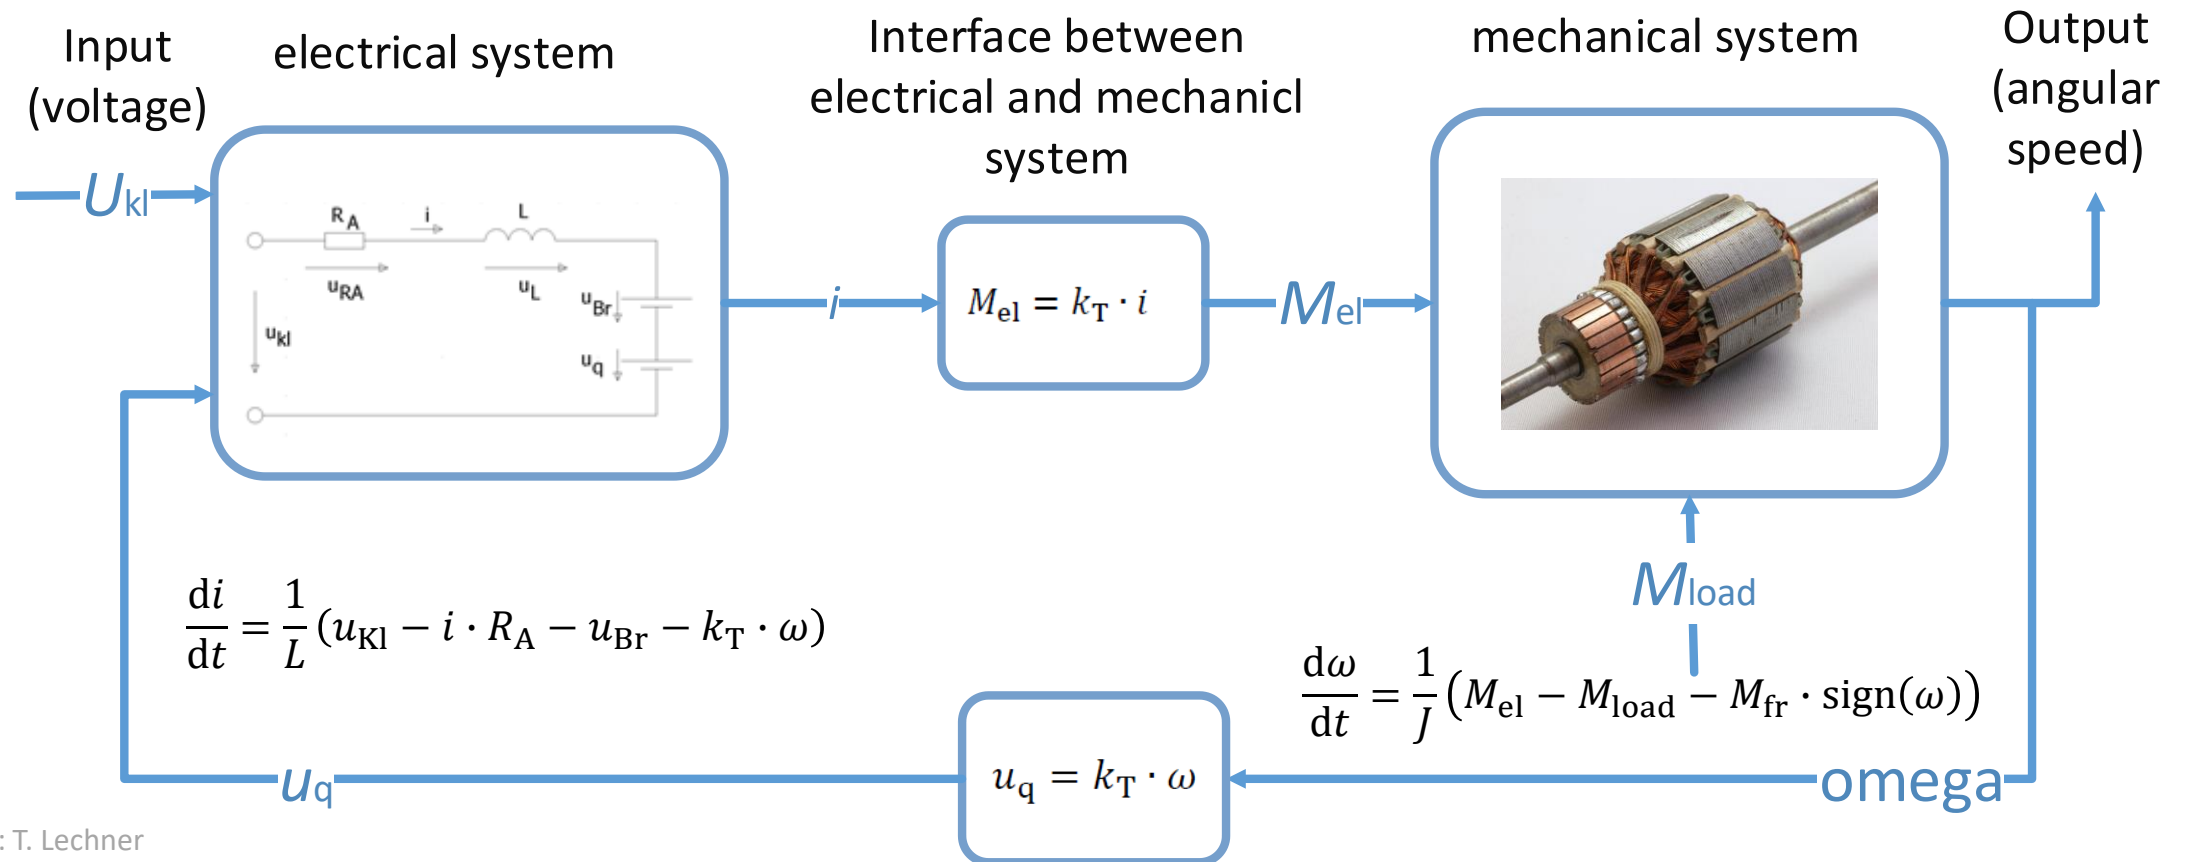 Input
(voltage)
electrical system
Interface between
electrical and mechanicl
system
mechanical system
Output
(angular
speed)
Ukl
RA
i
L
uRA
uL
uBr
ukl
uq
i
Mel = kT · i
Mel
Mload
di/dt = 1/L (uKl − i · RA − uBr − kT · ω)
dω/dt = 1/J (Mel − Mload − Mfr · sign(ω))
uq
uq = kT · ω
omega
: T. Lechner